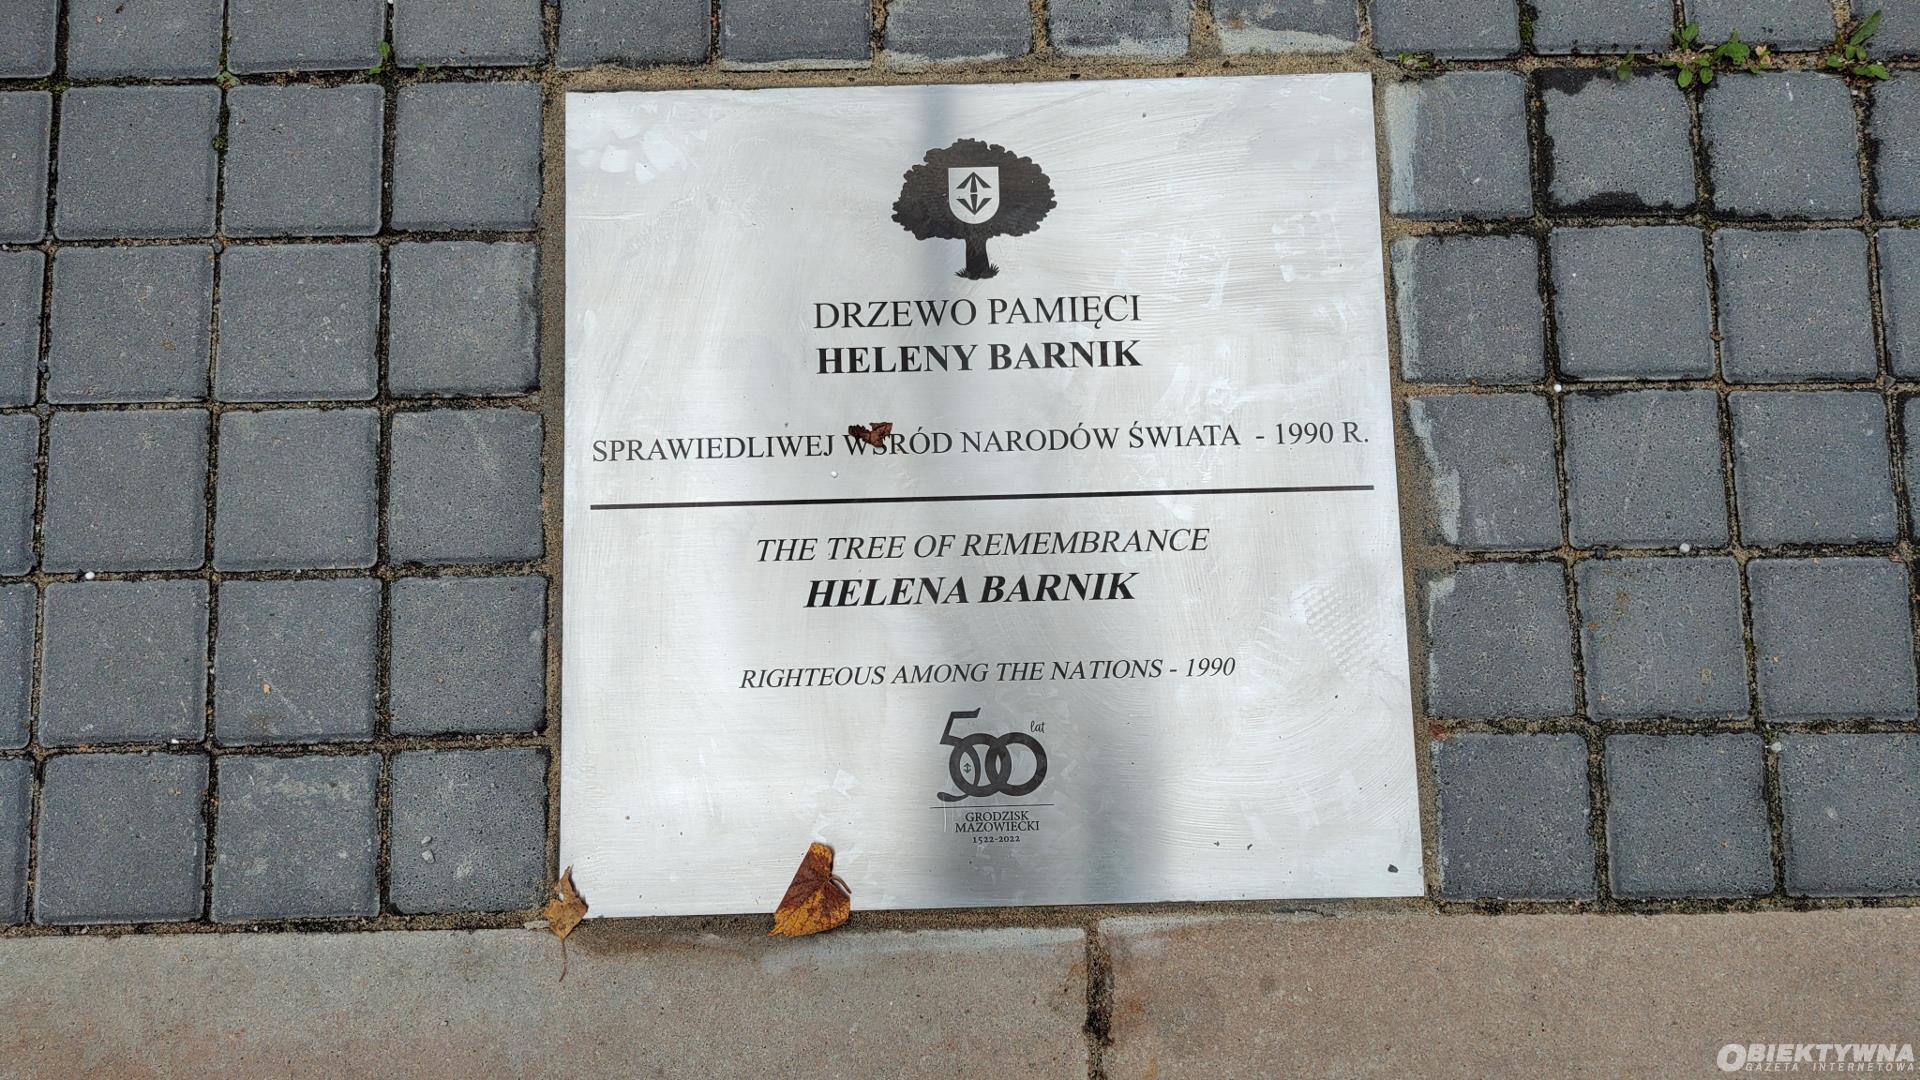 DRZEWO PAMIĘCI
HELENY BARNIK
SPRAWIEDLIWEJ WŚRÓD NARODÓW ŚWIATA - 1990 R.
THE TREE OF REMEMBRANCE
HELENA BARNIK
RIGHTEOUS AMONG THE NATIONS - 1990
500 lat
GRODZISK
MAZOWIECKI
1522-2022
OBIEKTYWNA
GAZETA INTERNETOWA